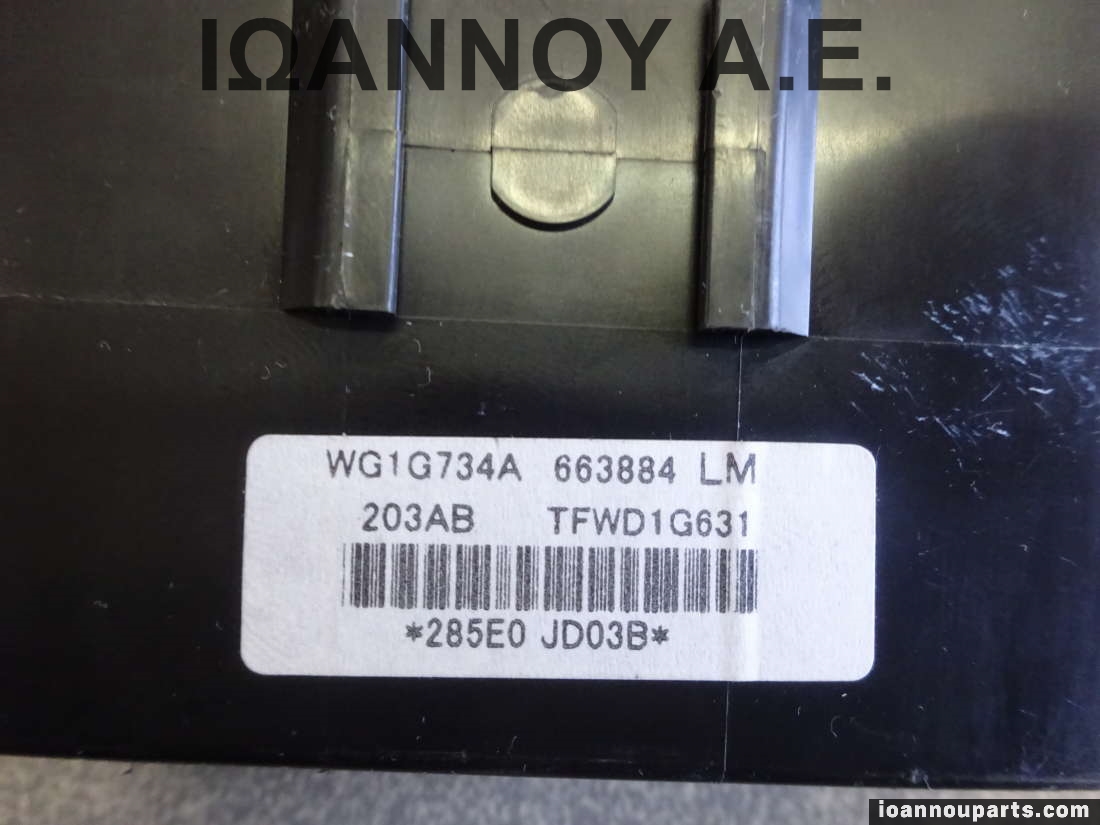 ΙΩΑΝΝΟΥ Α.Ε.
WG1G734A 663884 LM
203AB TFWD1G631
*285E0 JD03B*
ioannouparts.com